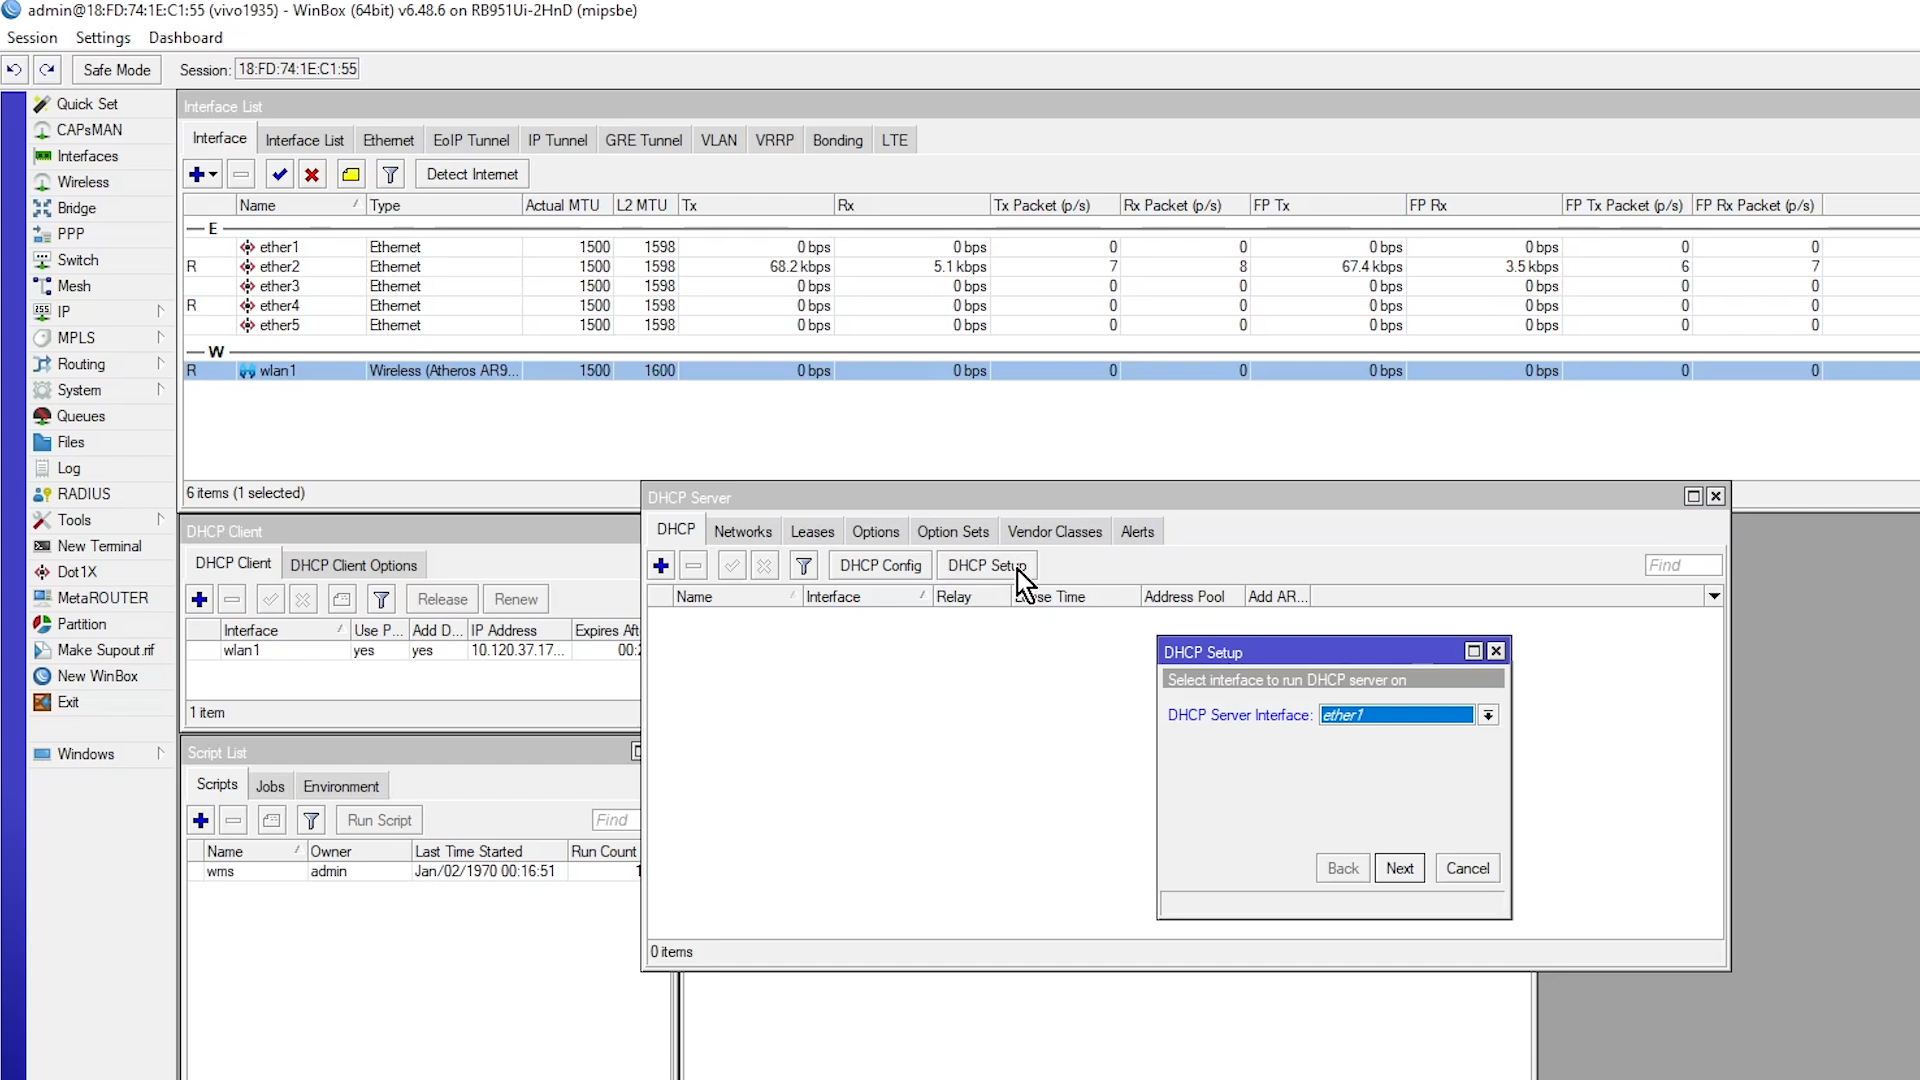 admin@18:FD:74:1E:C1:55 (vivo1935) - WinBox (64bit) v6.48.6 on RB951Ui-2HnD (mipsbe)
Session Settings Dashboard
Safe Mode Session: 18:FD:74:1E:C1:55
Quick Set
CAPsMAN
Interfaces
Wireless
Bridge
PPP
Switch
Mesh
IP
MPLS
Routing
System
Queues
Files
Log
RADIUS
Tools
New Terminal
Dot1X
MetaROUTER
Partition
Make Supout.rif
New WinBox
Exit
Windows
Interface List
Interface Interface List Ethernet EoIP Tunnel IP Tunnel GRE Tunnel VLAN VRRP Bonding LTE
Detect Internet
Name Type Actual MTU L2 MTU Tx Rx Tx Packet (p/s) Rx Packet (p/s) FP Tx FP Rx FP Tx Packet (p/s) FP Rx Packet (p/s)
E
ether1 Ethernet 1500 1598 0 bps 0 bps 0 0 0 bps 0 bps 0 0
R ether2 Ethernet 1500 1598 68.2 kbps 5.1 kbps 7 8 67.4 kbps 3.5 kbps 6 7
ether3 Ethernet 1500 1598 0 bps 0 bps 0 0 0 bps 0 bps 0 0
R ether4 Ethernet 1500 1598 0 bps 0 bps 0 0 0 bps 0 bps 0 0
ether5 Ethernet 1500 1598 0 bps 0 bps 0 0 0 bps 0 bps 0 0
W
R wlan1 Wireless (Atheros AR9... 1500 1600 0 bps 0 bps 0 0 0 bps 0 bps 0 0
6 items (1 selected)
DHCP Client
DHCP Client DHCP Client Options
Release Renew
Interface Use P... Add D... IP Address Expires Aft
wlan1 yes yes 10.120.37.17... 00:
1 item
Script List
Scripts Jobs Environment
Run Script Find
Name Owner Last Time Started Run Count
wms admin Jan/02/1970 00:16:51 1
DHCP Server
DHCP Networks Leases Options Option Sets Vendor Classes Alerts
DHCP Config DHCP Setup Find
Name Interface Relay Time Address Pool Add AR...
0 items
DHCP Setup
Select interface to run DHCP server on
DHCP Server Interface: ether1
Back Next Cancel